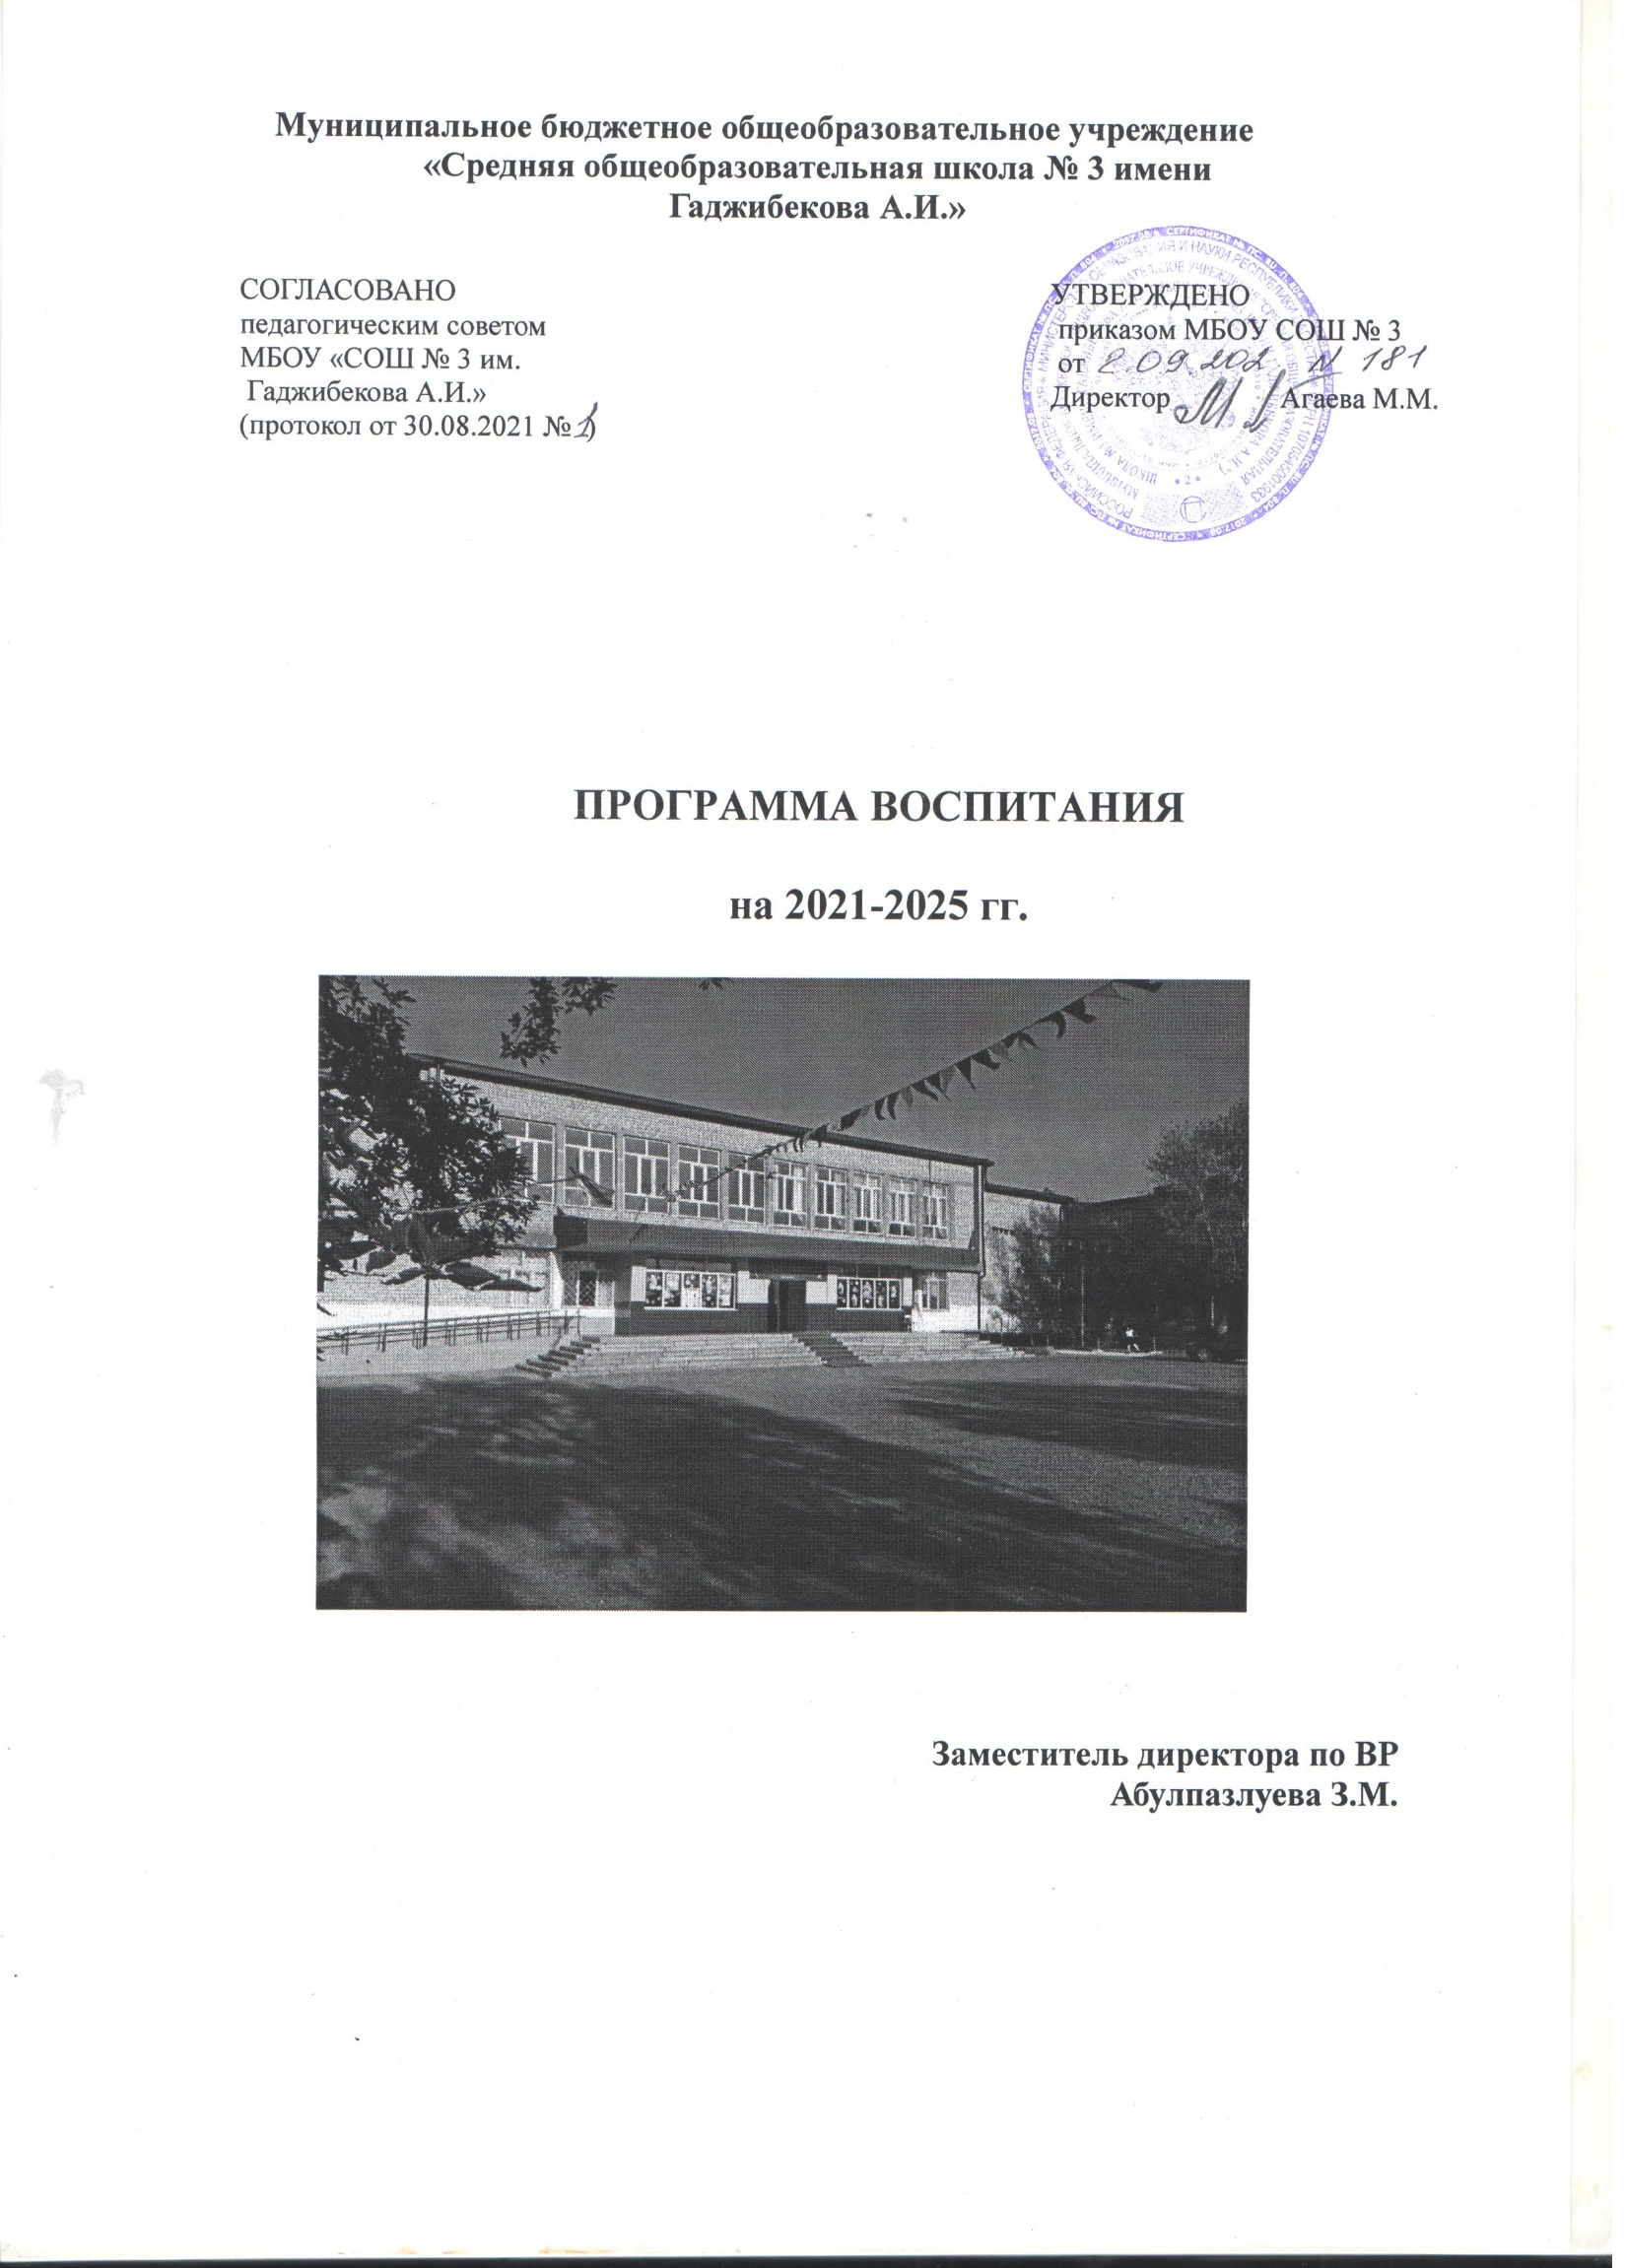 Муниципальное бюджетное общеобразовательное учреждение
«Средняя общеобразовательная школа № 3 имени
Гаджибекова А.И.»
СОГЛАСОВАНО
педагогическим советом
МБОУ «СОШ № 3 им.
Гаджибекова А.И.»
(протокол от 30.08.2021 №1)
УТВЕРЖДЕНО
приказом МБОУ СОШ № 3
от 2.09.202 N 181
Директор Агаева М.М.
ПРОГРАММА ВОСПИТАНИЯ
на 2021-2025 гг.
Заместитель директора по ВР
Абулпазлуева З.М.